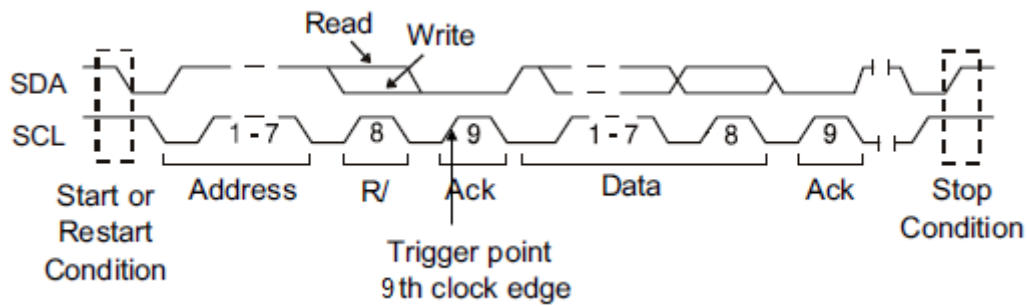 Read
Write
SDA
SCL
1 - 7
8
9
1 - 7
8
9
Address
R/
Ack
Data
Ack
Start or
Restart
Condition
Stop
Condition
Trigger point
9th clock edge